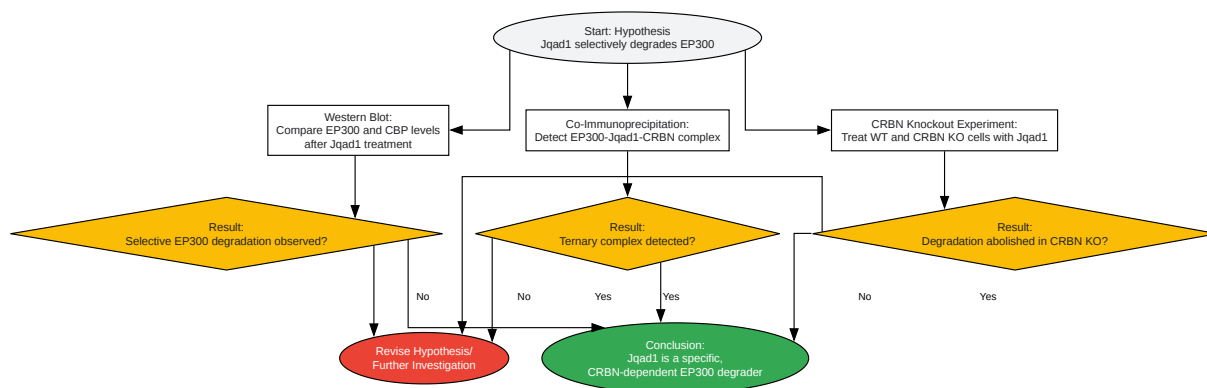 Start: Hypothesis
Jqad1 selectively degrades EP300
Western Blot:
Compare EP300 and CBP levels
after Jqad1 treatment
Co-Immunoprecipitation:
Detect EP300-Jqad1-CRBN complex
CRBN Knockout Experiment:
Treat WT and CRBN KO cells with Jqad1
Result:
Selective EP300 degradation observed?
Result:
Ternary complex detected?
Result:
Degradation abolished in CRBN KO?
No
No
Yes
Yes
No
Yes
Revise Hypothesis/
Further Investigation
Conclusion:
Jqad1 is a specific,
CRBN-dependent EP300 degrader